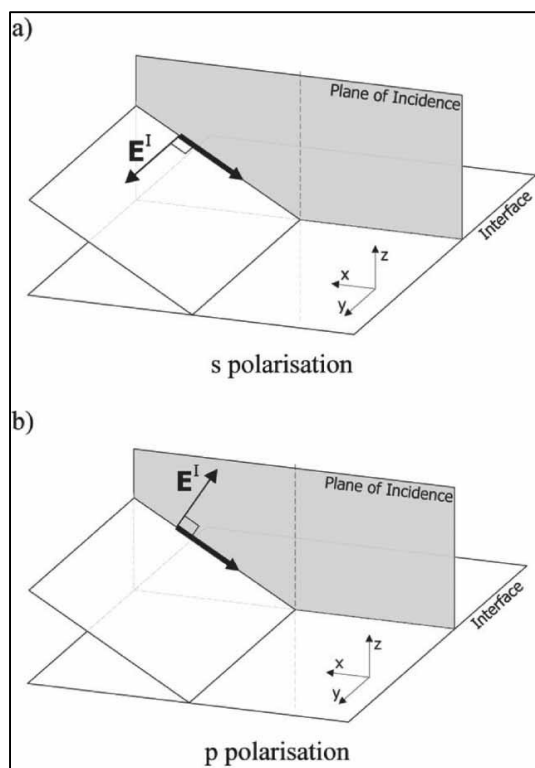 a)
Plane of Incidence
E^I
Interface
z
x
y
s polarisation
b)
Plane of Incidence
E^I
Interface
z
x
y
p polarisation